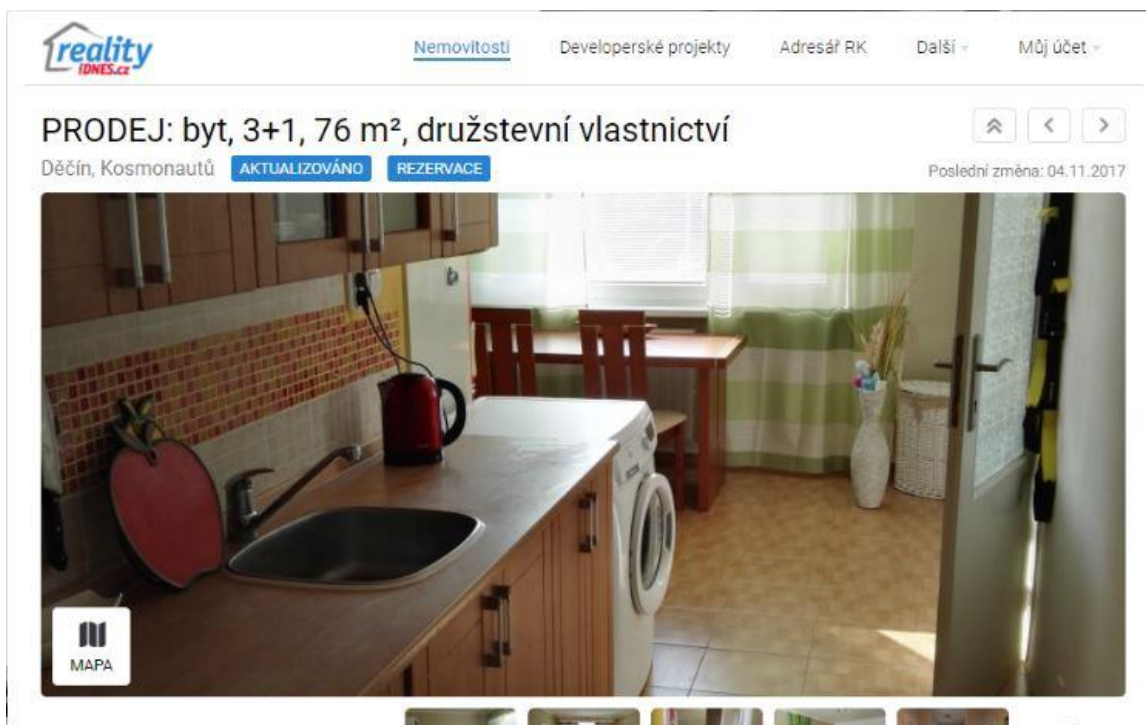 reality
iDNES.cz
Nemovitosti Developerské projekty Adresář RK Další Můj účet
PRODEJ: byt, 3+1, 76 m², družstevní vlastnictví
Děčín, Kosmonautů AKTUALIZOVÁNO REZERVACE
Poslední změna: 04.11.2017
MAPA